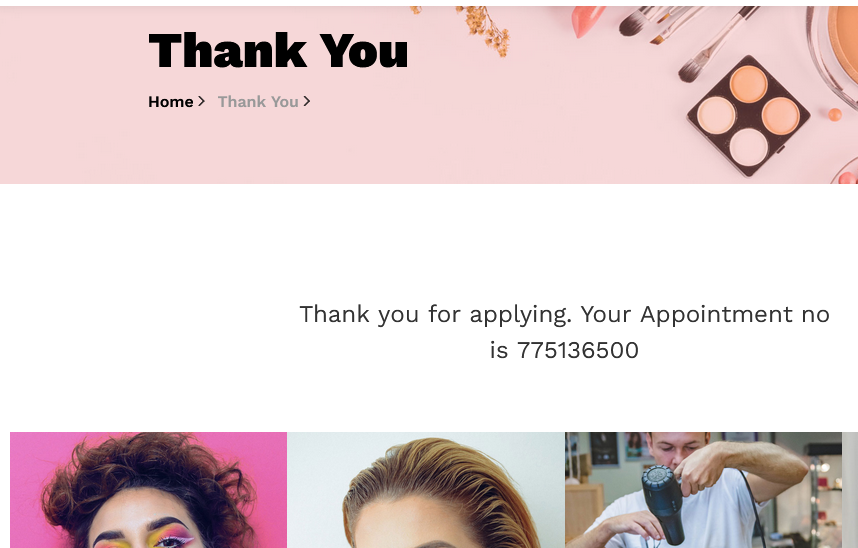 Thank You
Home > Thank You >
Thank you for applying. Your Appointment no
is 775136500